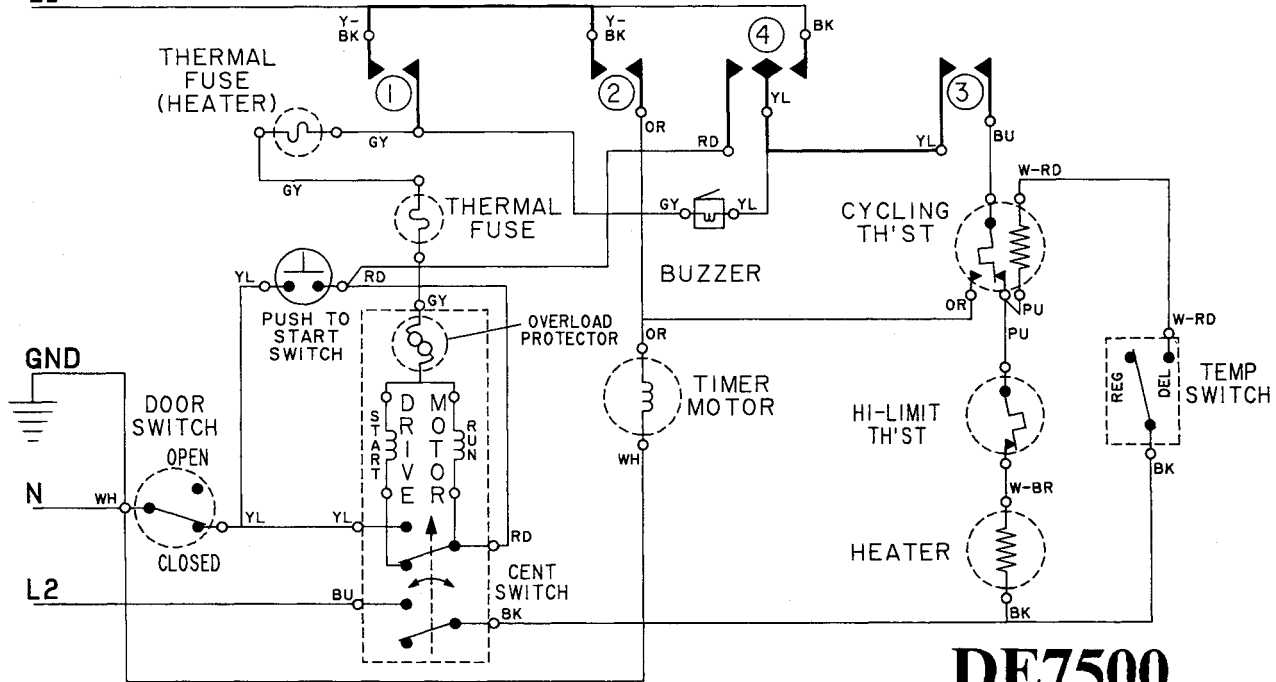 Y-
BK
Y-
BK
BK
4
THERMAL
FUSE
(HEATER)
1
2
3
YL
OR
BU
GY
RD
YL
W-RD
GY
THERMAL
FUSE
GY
YL
CYCLING
TH'ST
BUZZER
YL
RD
PUSH TO
START
SWITCH
GY
OVERLOAD
PROTECTOR
OR
OR
PU
PU
W-RD
GND
TIMER
MOTOR
HI-LIMIT
TH'ST
REG
DEL
TEMP
SWITCH
DOOR
SWITCH
OPEN
START
DRIVE
MOTOR
RUN
WH
BK
N
WH
YL
YL
W-BR
CLOSED
RD
HEATER
L2
BU
CENT
SWITCH
BK
BK
DE7500